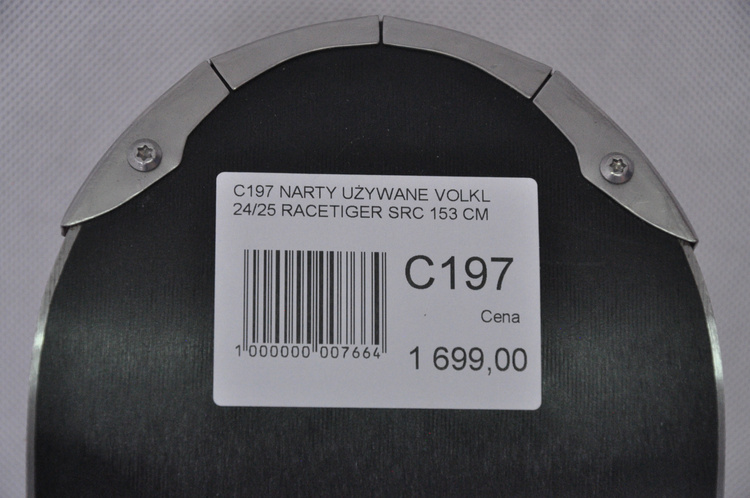 C197 NARTY UŻYWANE VOLKL
24/25 RACETIGER SRC 153 CM
C197
Cena
1 000000 007664
1 699,00